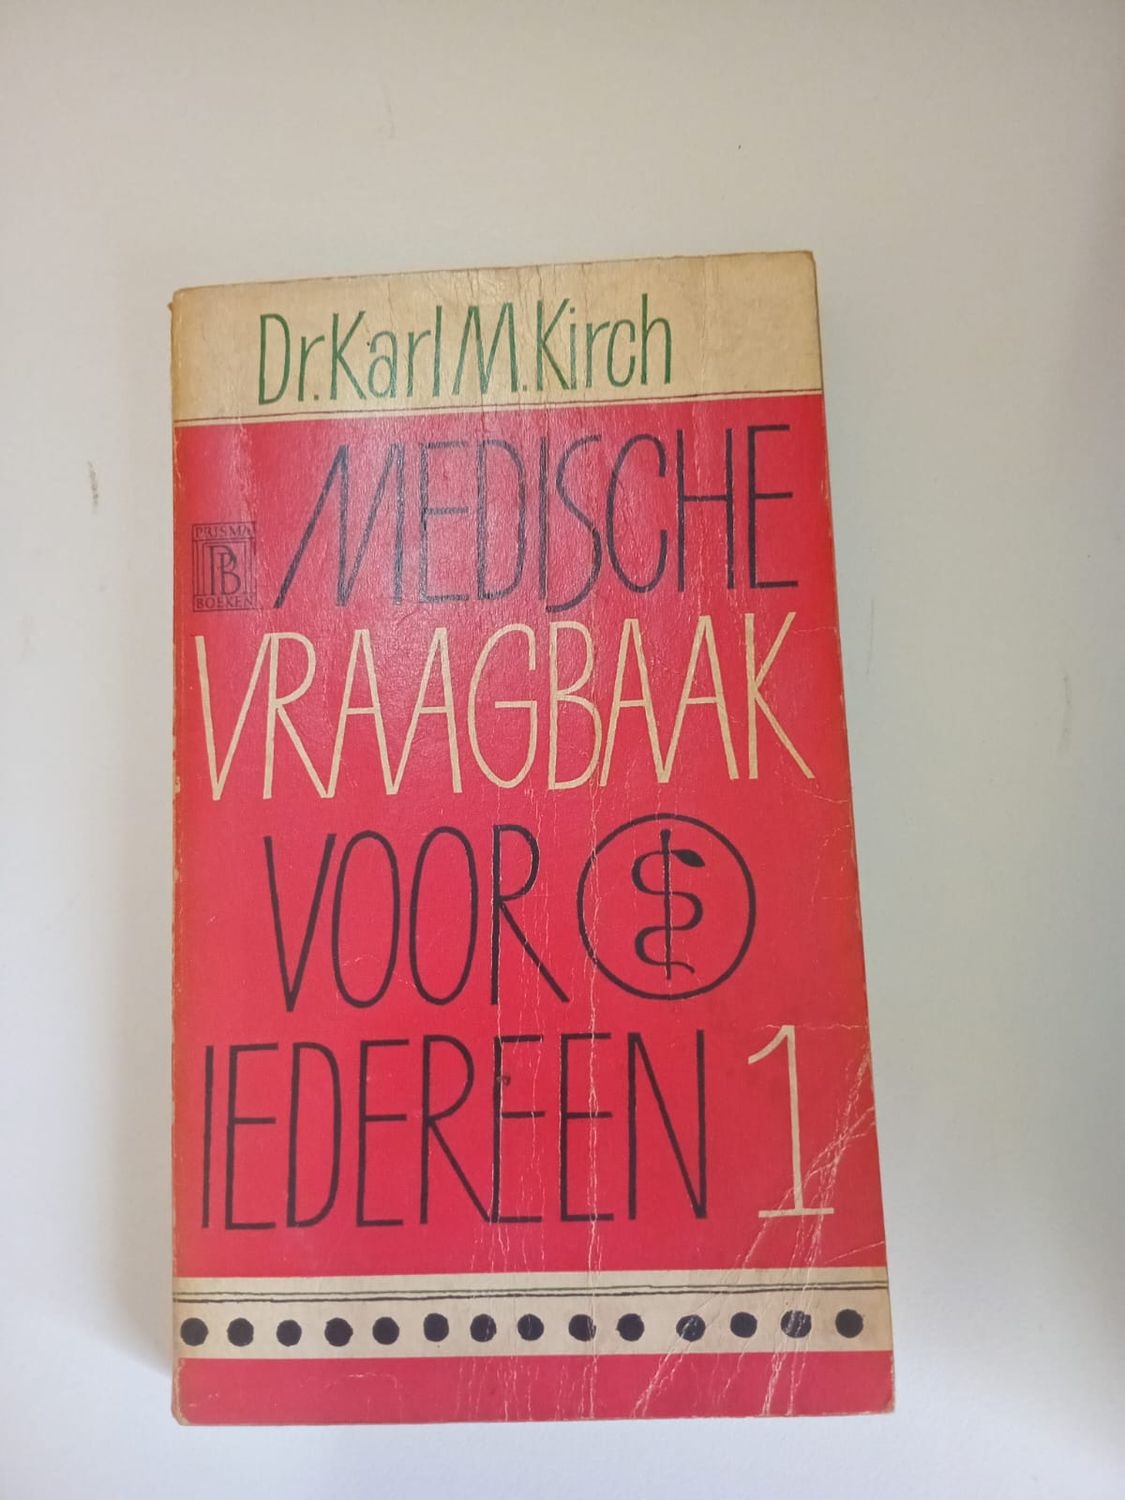 Dr. Karl M. Kirch
MEDISCHE
PRISMA
PB
BOEKEN
VRAAGBAAK
VOOR
IEDEREEN 1